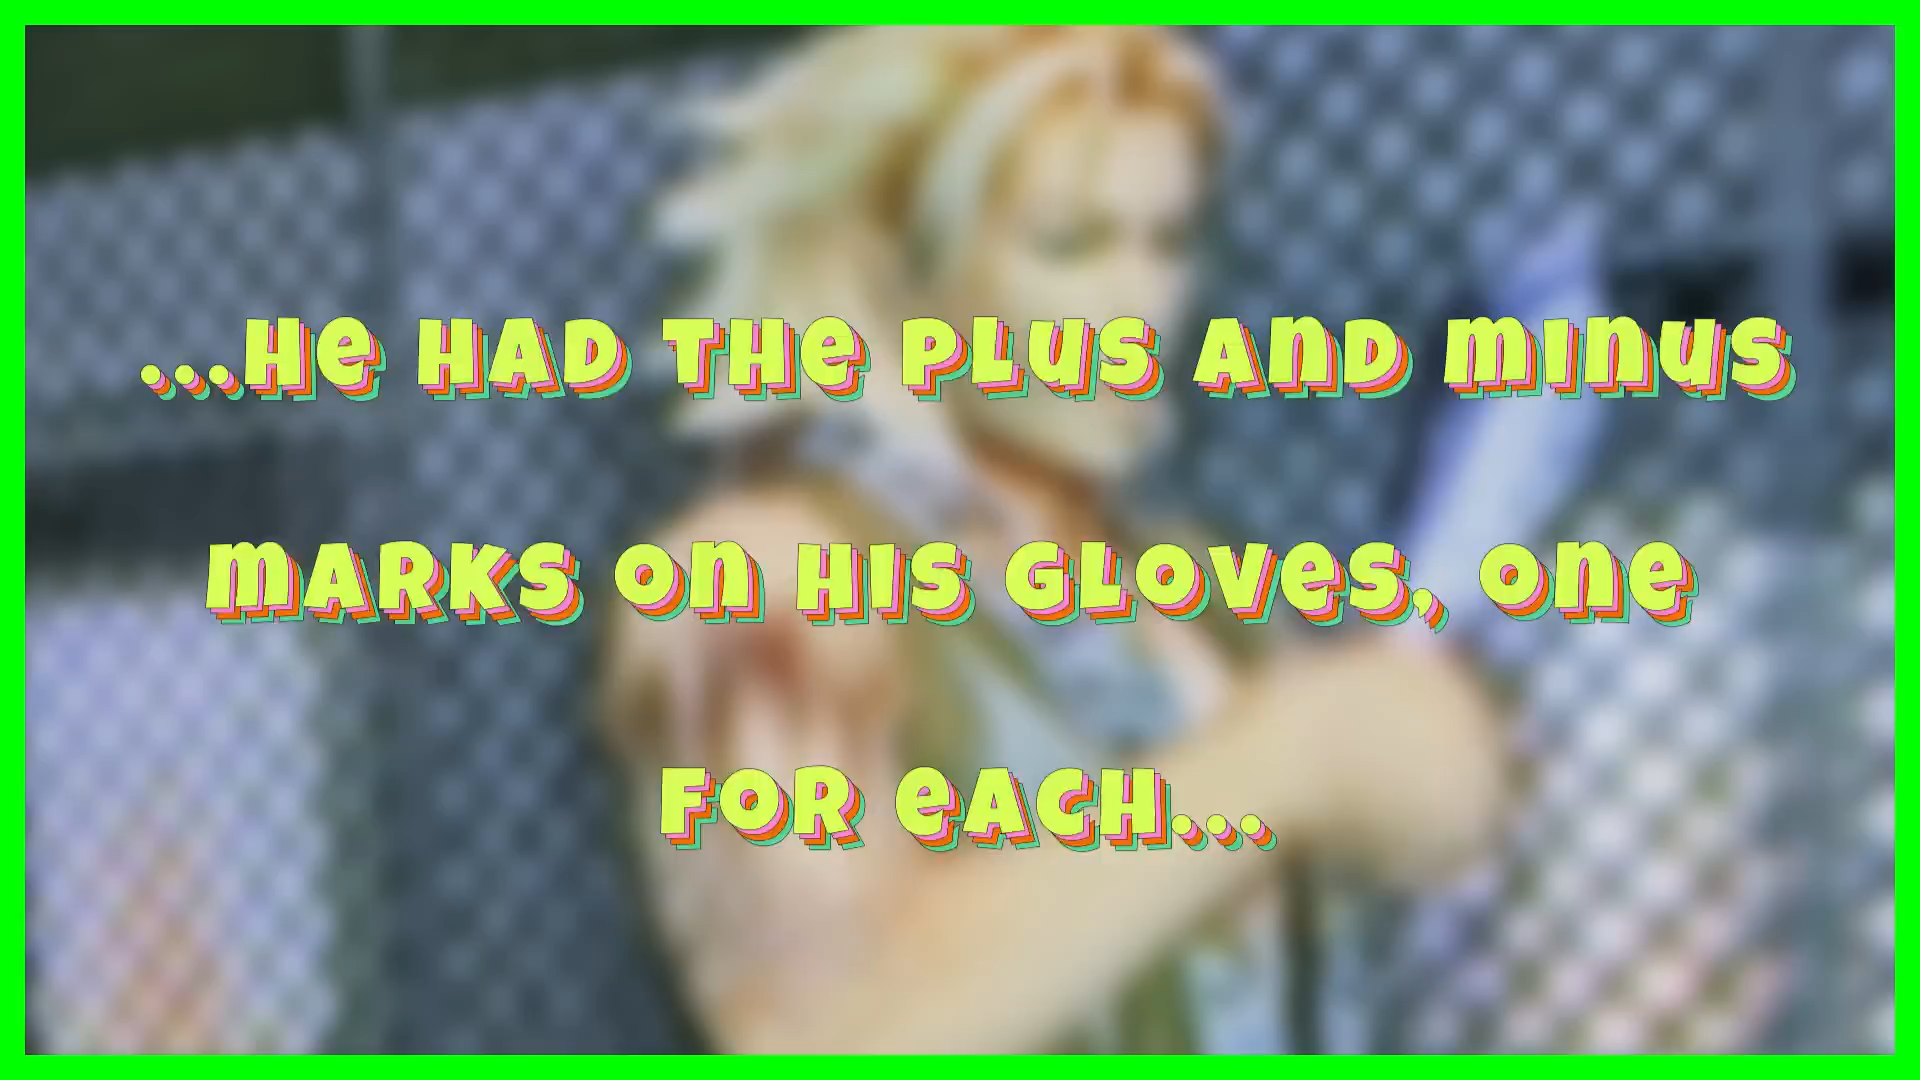 ...He HAD THe PLuS AnD mInuS
mARKS On HIS GLOVeS, One
FOR eACH...